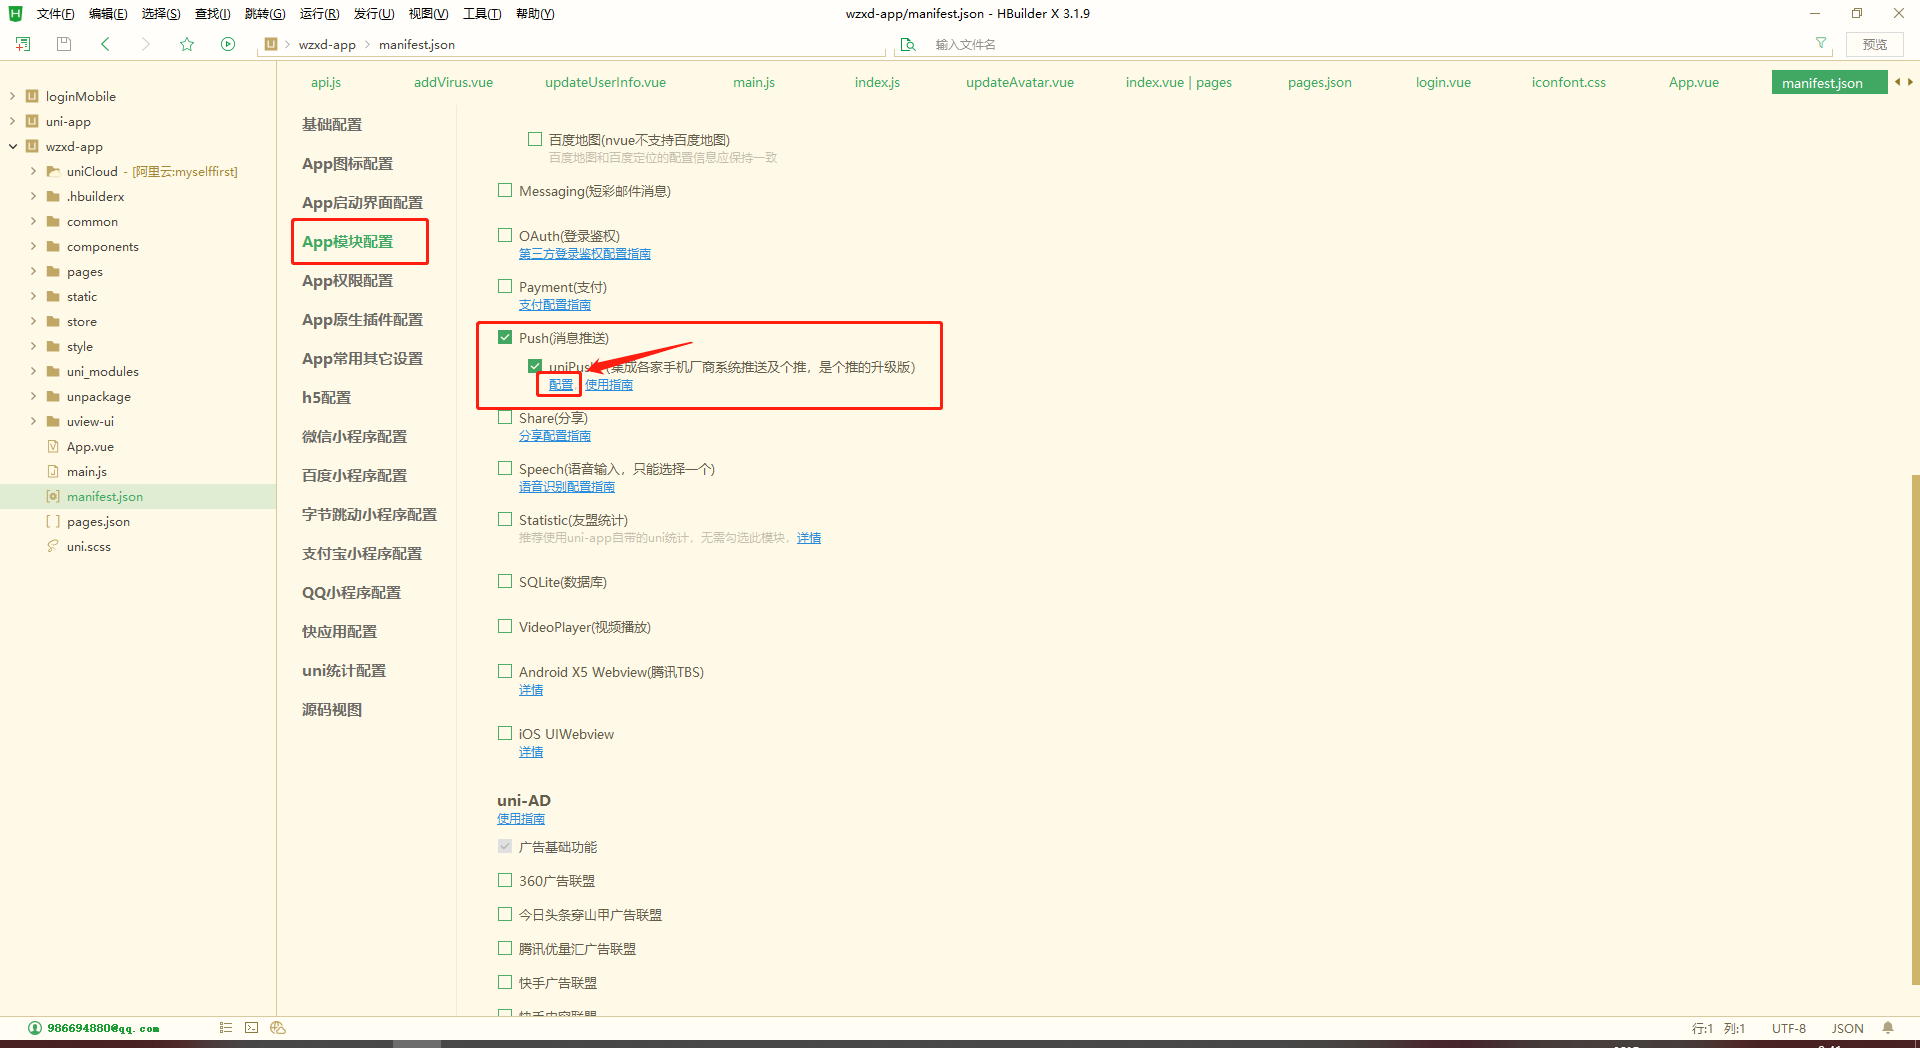 文件(F) 编辑(E) 选择(S) 查找(I) 跳转(G) 运行(R) 发行(U) 视图(V) 工具(T) 帮助(Y)
wzxd-app/manifest.json - HBuilder X 3.1.9
wzxd-app
manifest.json
输入文件名
预览
loginMobile
uni-app
wzxd-app
uniCloud - [阿里云:myselffirst]
.hbuilderx
common
components
pages
static
store
style
uni_modules
unpackage
uview-ui
App.vue
main.js
manifest.json
pages.json
uni.scss
api.js
addVirus.vue
updateUserInfo.vue
main.js
index.js
updateAvatar.vue
index.vue | pages
pages.json
login.vue
iconfont.css
App.vue
manifest.json
基础配置
App图标配置
App启动界面配置
App模块配置
App权限配置
App原生插件配置
App常用其它设置
h5配置
微信小程序配置
百度小程序配置
字节跳动小程序配置
支付宝小程序配置
QQ小程序配置
快应用配置
uni统计配置
源码视图
百度地图(nvue不支持百度地图)
百度地图和百度定位的配置信息应保持一致
Messaging(短彩邮件消息)
OAuth(登录鉴权)
第三方登录鉴权配置指南
Payment(支付)
支付配置指南
Push(消息推送)
uniPush (集成各家手机厂商系统推送及个推，是个推的升级版)
配置 使用指南
Share(分享)
分享配置指南
Speech(语音输入，只能选择一个)
语音识别配置指南
Statistic(友盟统计)
推荐使用uni-app自带的uni统计，无需勾选此模块，详情
SQLite(数据库)
VideoPlayer(视频播放)
Android X5 Webview(腾讯TBS)
详情
iOS UIWebview
详情
uni-AD
使用指南
广告基础功能
360广告联盟
今日头条穿山甲广告联盟
腾讯优量汇广告联盟
快手广告联盟
快手内容联盟
986694880@qq.com
行:1 列:1
UTF-8
JSON